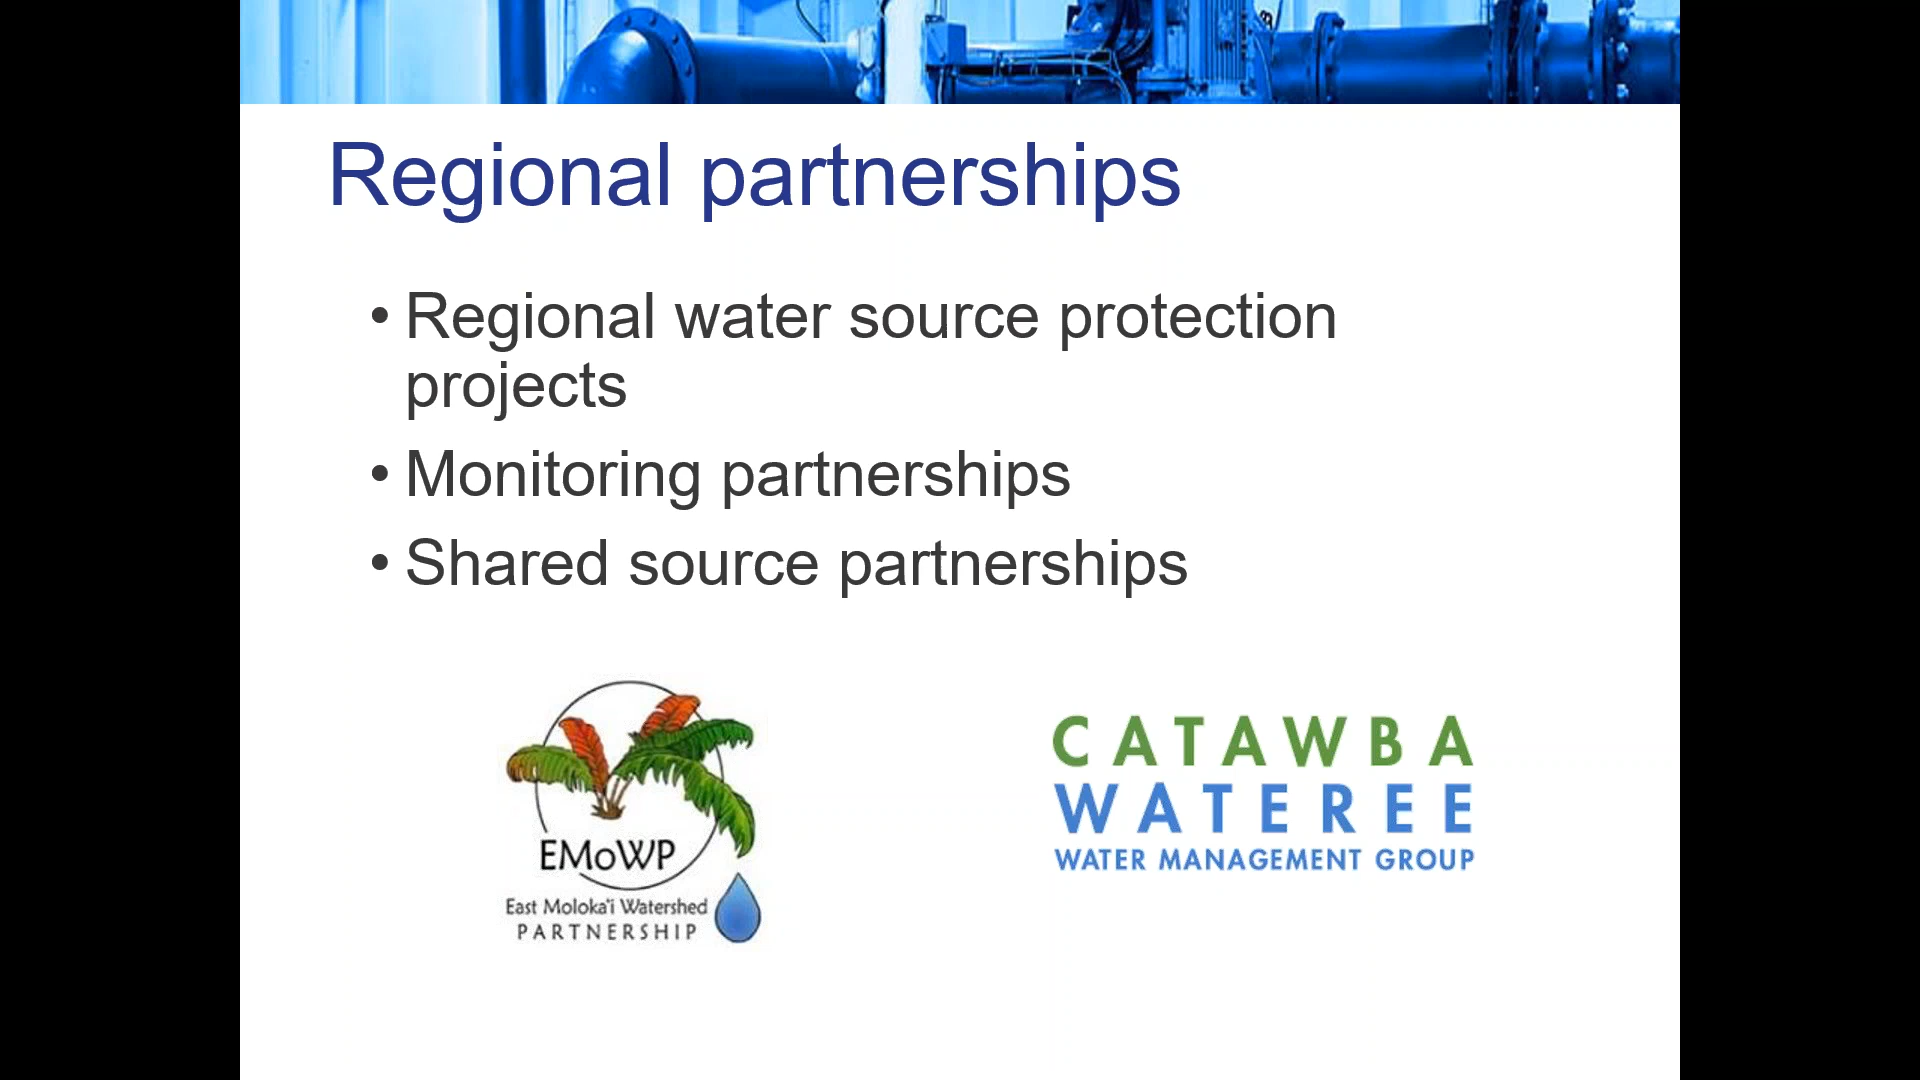 Regional partnerships
• Regional water source protection
projects
• Monitoring partnerships
• Shared source partnerships
EMoWP
East Moloka'i Watershed
PARTNERSHIP
CATAWBA
WATEREE
WATER MANAGEMENT GROUP